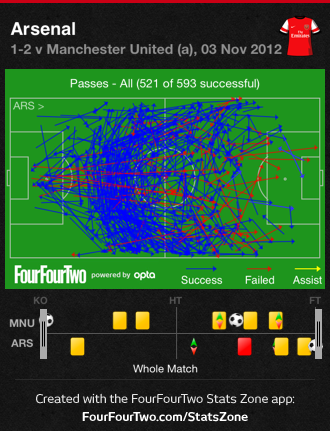 Arsenal
1-2 v Manchester United (a), 03 Nov 2012
Passes - All (521 of 593 successful)
ARS >
FourFourTwo powered by opta
Success Failed Assist
KO HT FT
MNU
ARS
Whole Match
Created with the FourFourTwo Stats Zone app:
FourFourTwo.com/StatsZone